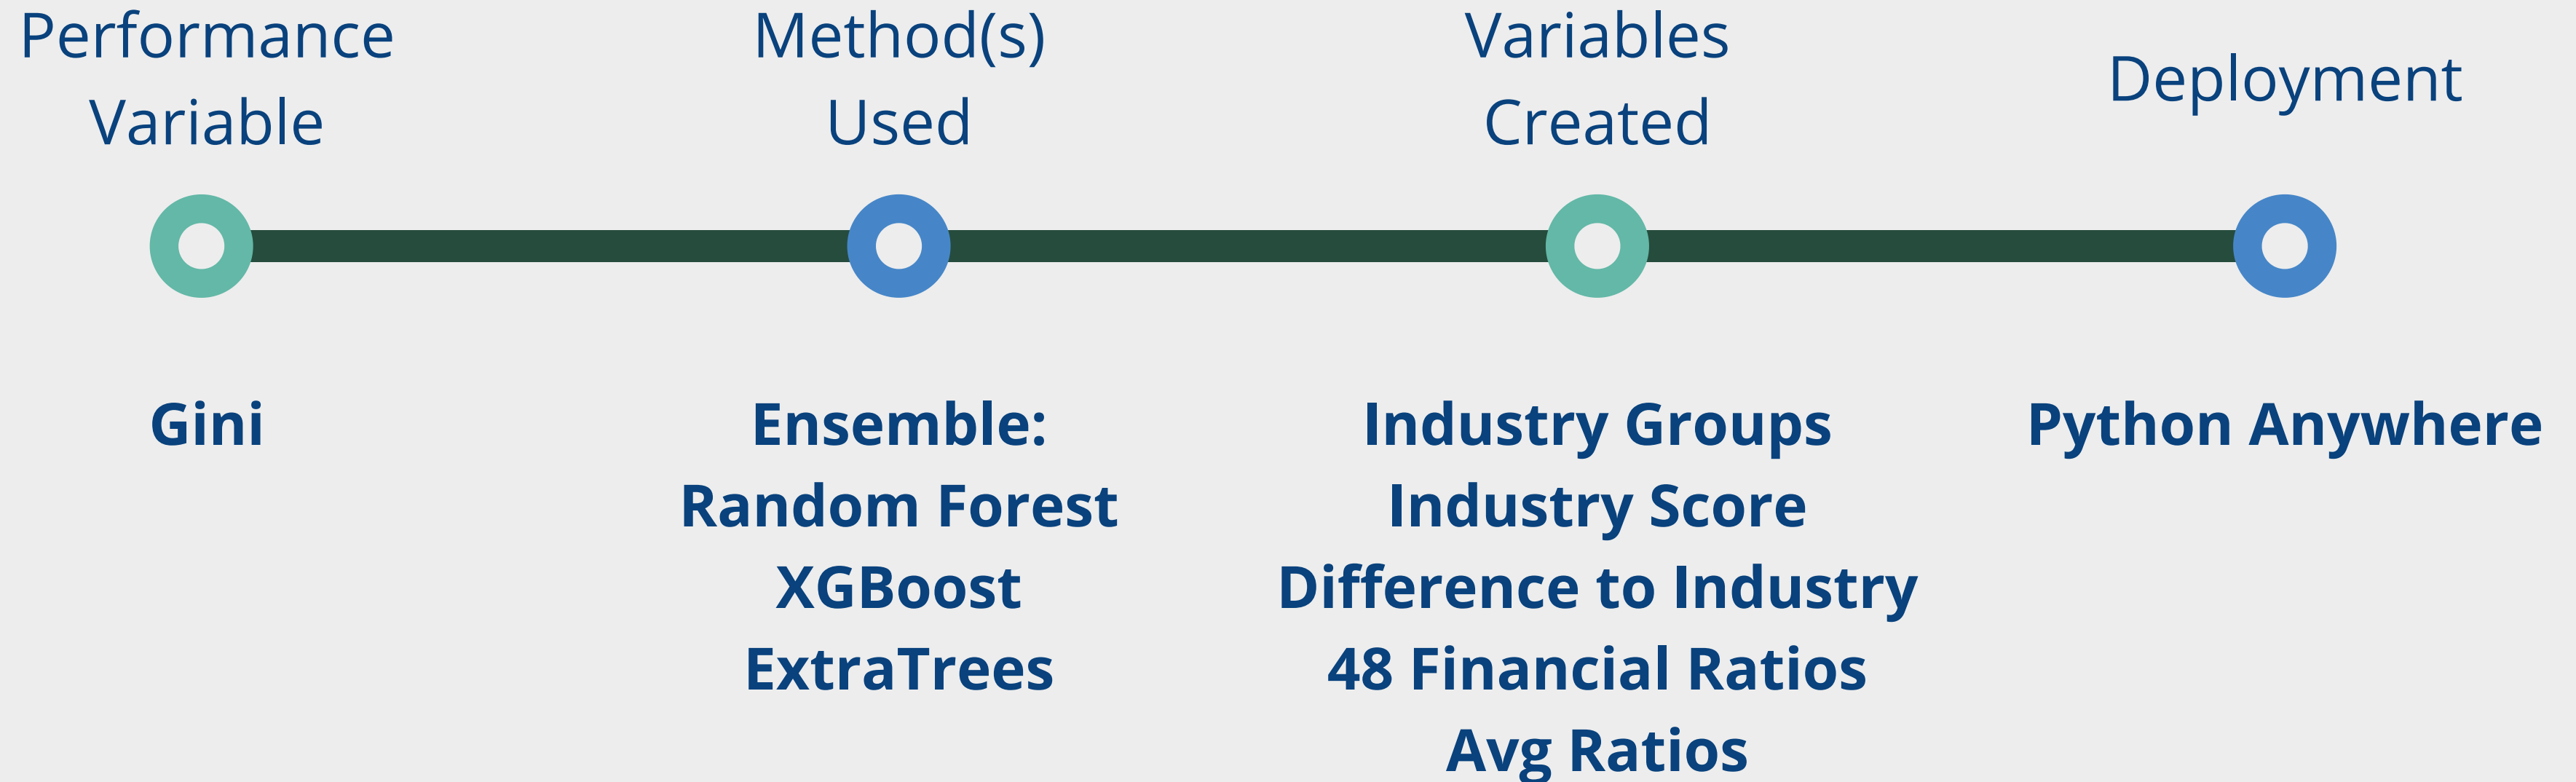 Performance
Variable
Method(s)
Used
Variables
Created
Deployment
Gini
Ensemble:
Random Forest
XGBoost
ExtraTrees
Industry Groups
Industry Score
Difference to Industry
48 Financial Ratios
Avg Ratios
Python Anywhere